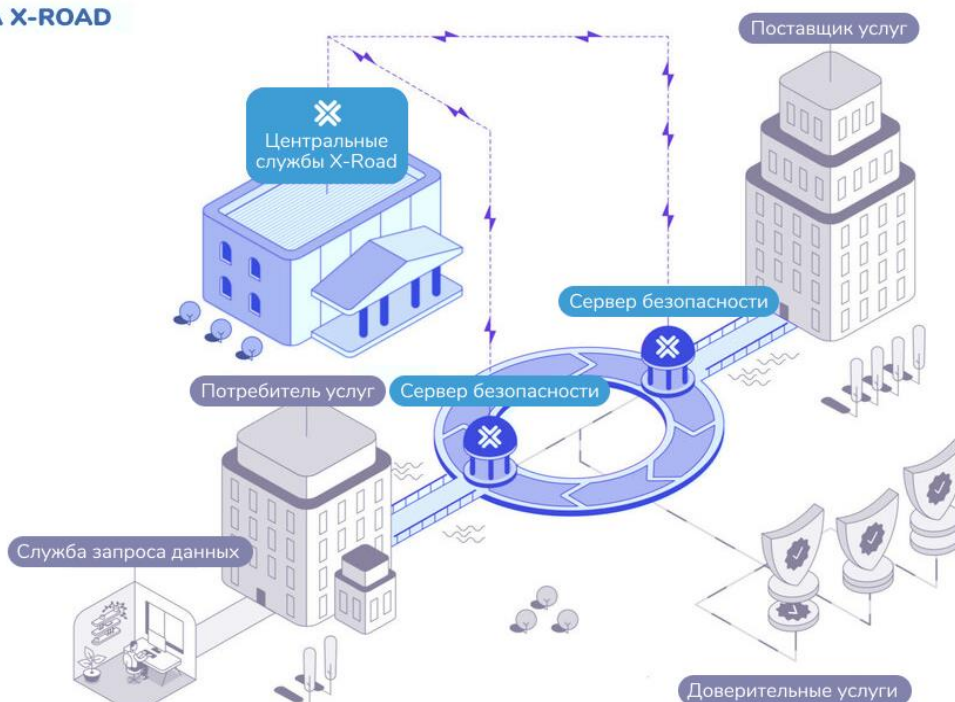 A X-ROAD
Поставщик услуг
Центральные
службы X-Road
Сервер безопасности
Потребитель услуг
Сервер безопасности
Служба запроса данных
Доверительные услуги